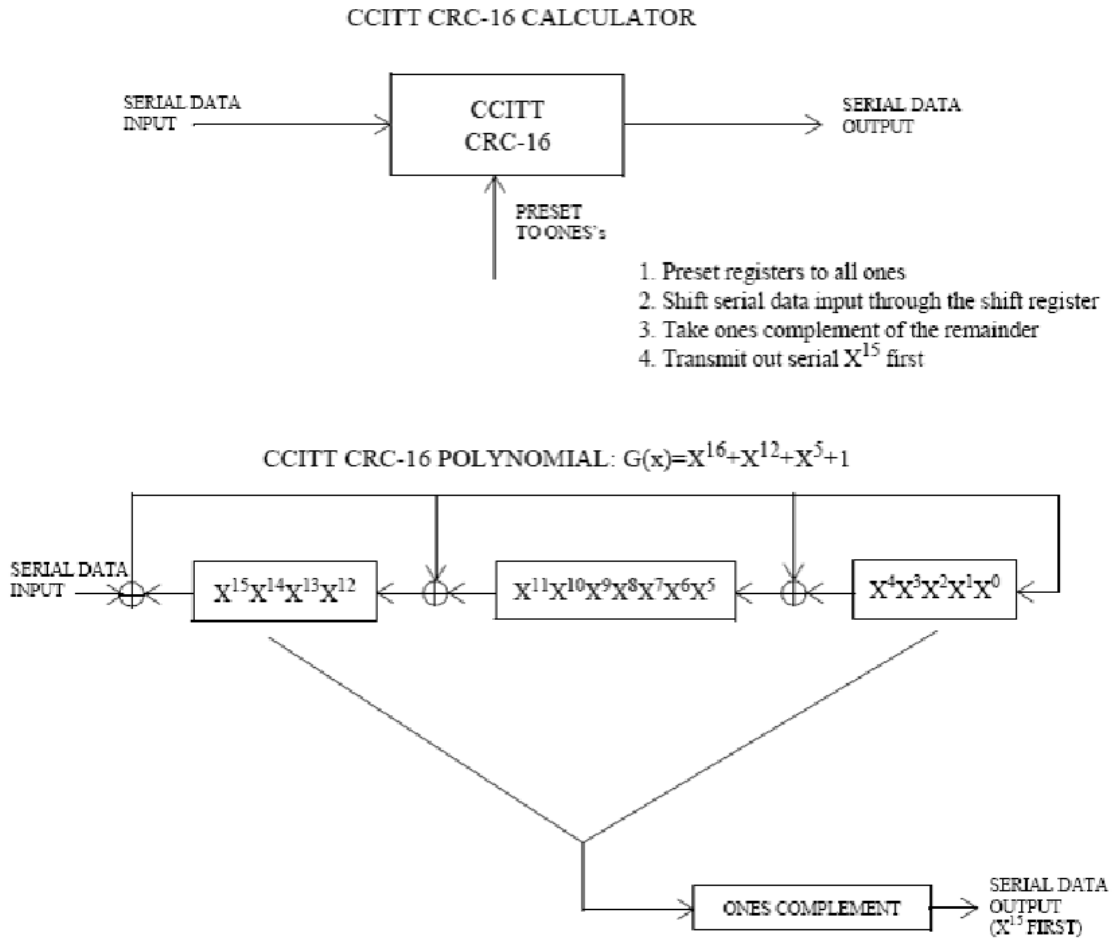 CCITT CRC-16 CALCULATOR
SERIAL DATA
INPUT
CCITT
CRC-16
SERIAL DATA
OUTPUT
PRESET
TO ONES's
1. Preset registers to all ones
2. Shift serial data input through the shift register
3. Take ones complement of the remainder
4. Transmit out serial X¹⁵ first
CCITT CRC-16 POLYNOMIAL: G(x)=X¹⁶+X¹²+X⁵+1
SERIAL DATA
INPUT
X¹⁵X¹⁴X¹³X¹²
X¹¹X¹⁰X⁹X⁸X⁷X⁶X⁵
X⁴X³X²X¹X⁰
ONES COMPLEMENT
SERIAL DATA
OUTPUT
(X¹⁵ FIRST)